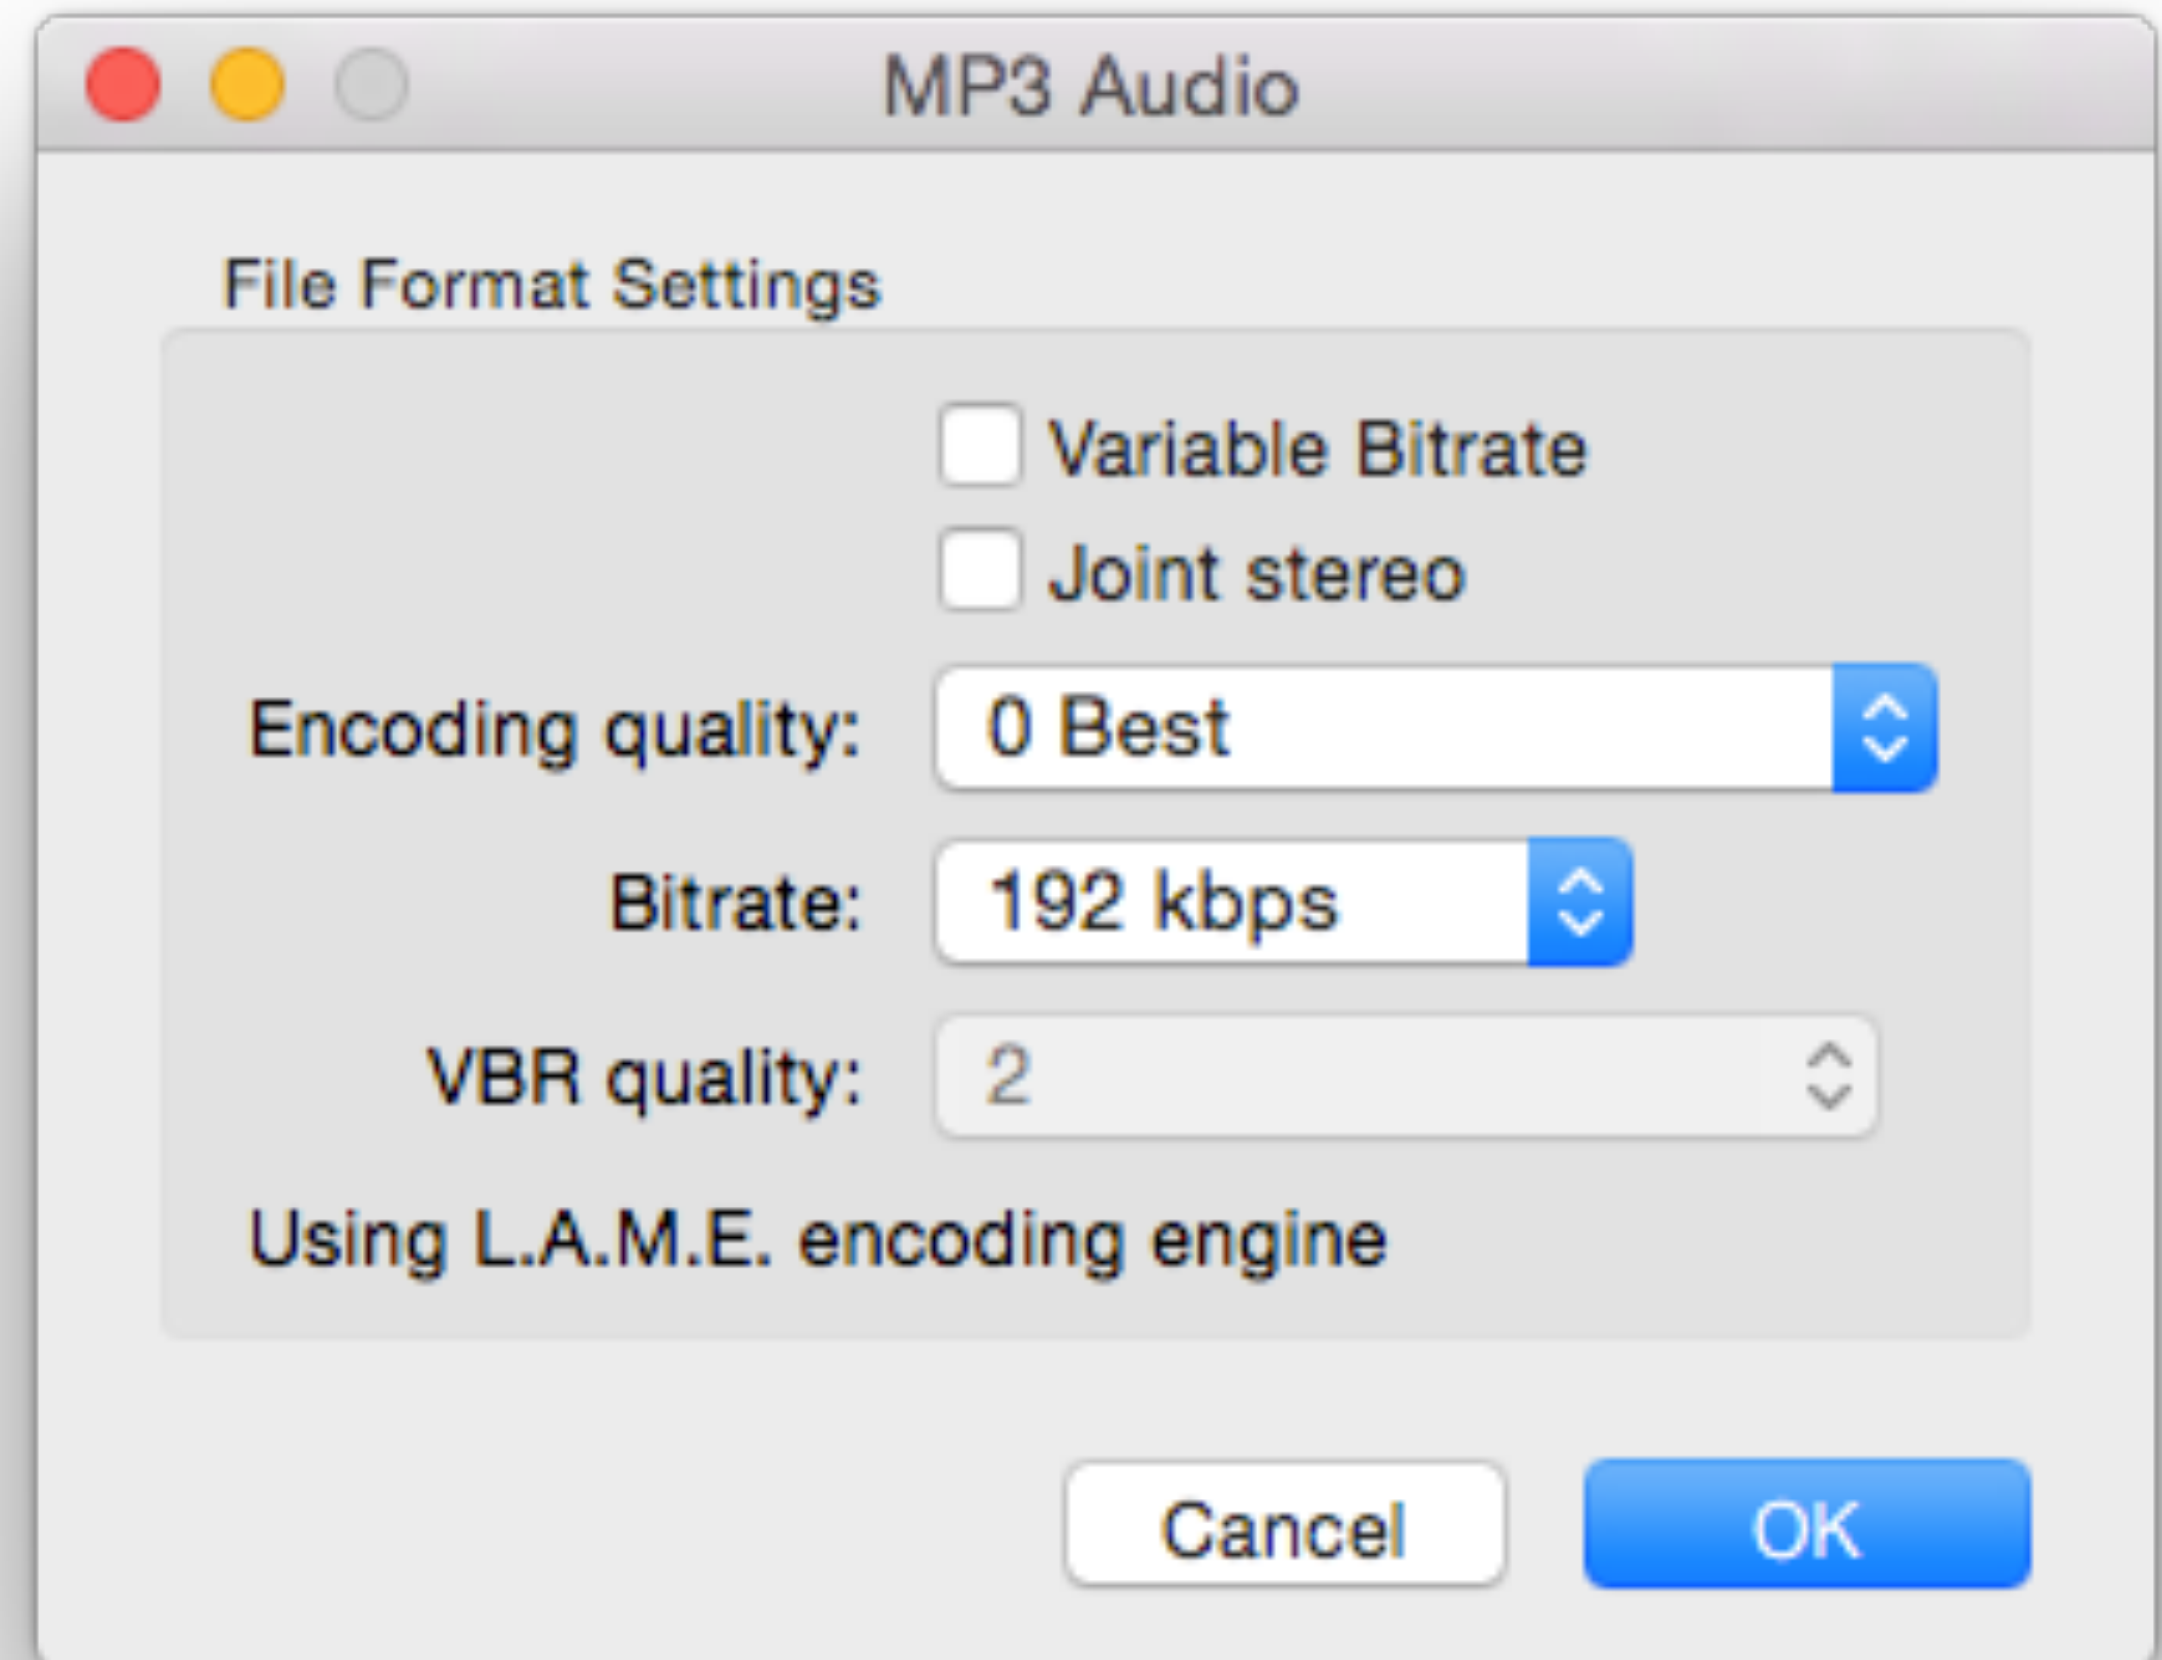 MP3 Audio
File Format Settings
Variable Bitrate
Joint stereo
Encoding quality: 0 Best
Bitrate: 192 kbps
VBR quality: 2
Using L.A.M.E. encoding engine
Cancel OK